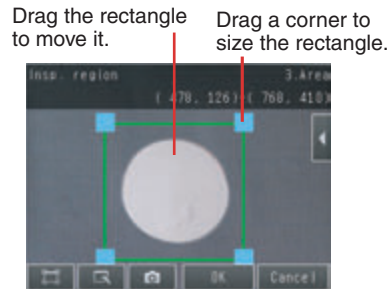 Drag the rectangle
to move it.
Drag a corner to
size the rectangle.
Insp. region
3.Area
( 478, 126)-( 768, 410)
OK
Cancel